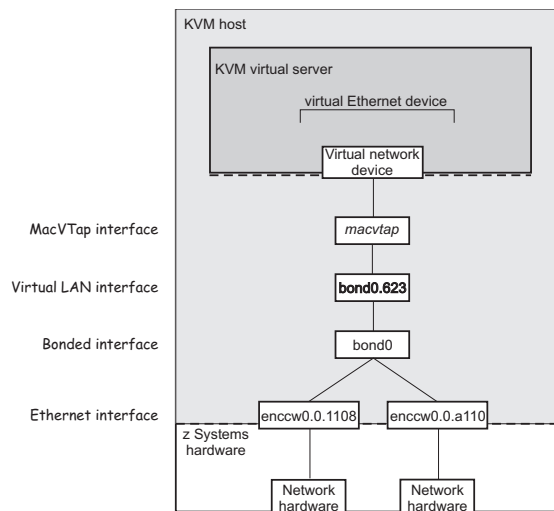 KVM host
KVM virtual server
virtual Ethernet device
Virtual network
device
MacVTap interface
macvtap
Virtual LAN interface
bond0.623
Bonded interface
bond0
Ethernet interface
enccw0.0.1108
enccw0.0.a110
z Systems
hardware
Network
hardware
Network
hardware